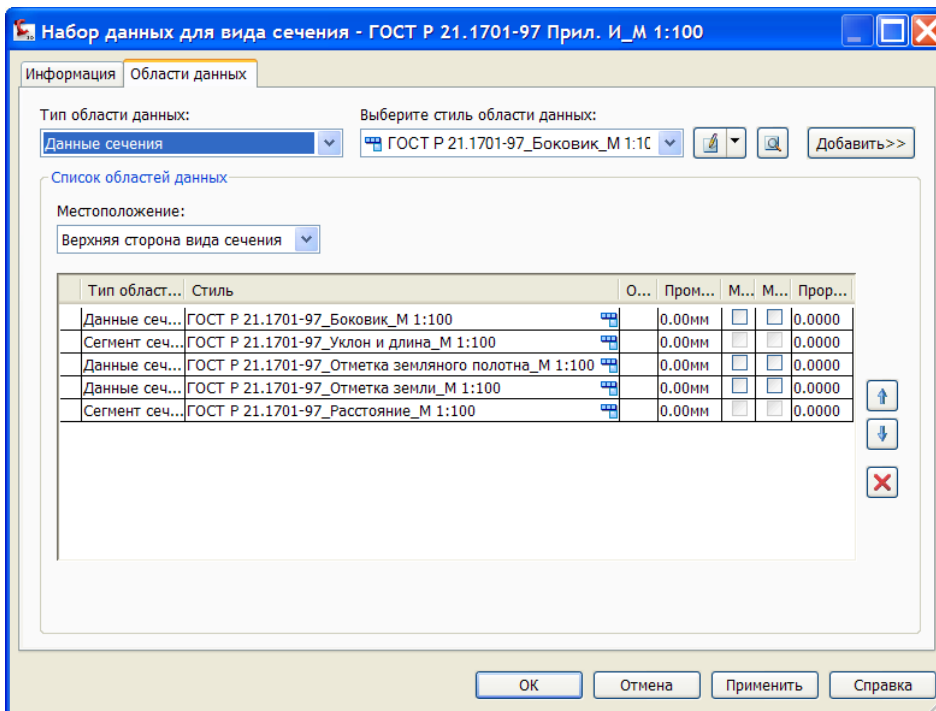 Набор данных для вида сечения - ГОСТ Р 21.1701-97 Прил. И_М 1:100
Информация Области данных
Тип области данных: Выберите стиль области данных:
Данные сечения ГОСТ Р 21.1701-97_Боковик_М 1:10 Добавить>>
Список областей данных
Местоположение:
Верхняя сторона вида сечения
Тип област... Стиль О... Пром... М... М... Прор...
Данные сеч... ГОСТ Р 21.1701-97_Боковик_М 1:100 0.00мм 0.0000
Сегмент сеч... ГОСТ Р 21.1701-97_Уклон и длина_М 1:100 0.00мм 0.0000
Данные сеч... ГОСТ Р 21.1701-97_Отметка земляного полотна_М 1:100 0.00мм 0.0000
Данные сеч... ГОСТ Р 21.1701-97_Отметка земли_М 1:100 0.00мм 0.0000
Сегмент сеч... ГОСТ Р 21.1701-97_Расстояние_М 1:100 0.00мм 0.0000
ОК Отмена Применить Справка